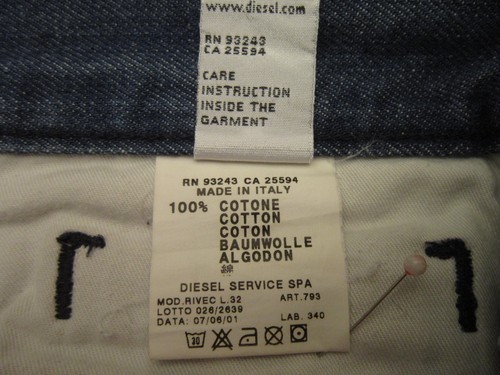 www.diesel.com
RN 93243
CA 25594
CARE
INSTRUCTION
INSIDE THE
GARMENT
RN 93243 CA 25594
MADE IN ITALY
100% COTONE
COTTON
COTON
BAUMWOLLE
ALGODON
綿
DIESEL SERVICE SPA
MOD.RIVEC L.32 ART.793
LOTTO 026/2639
DATA: 07/06/01 LAB. 340
30